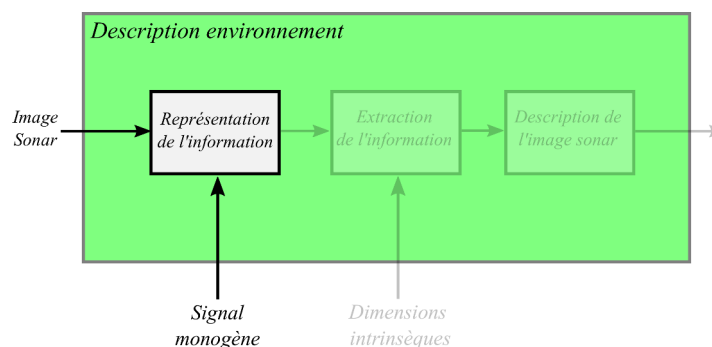 Description environnement
Image
Sonar
Représentation
de l'information
Extraction
de l'information
Description de
l'image sonar
Signal
monogène
Dimensions
intrinsèques